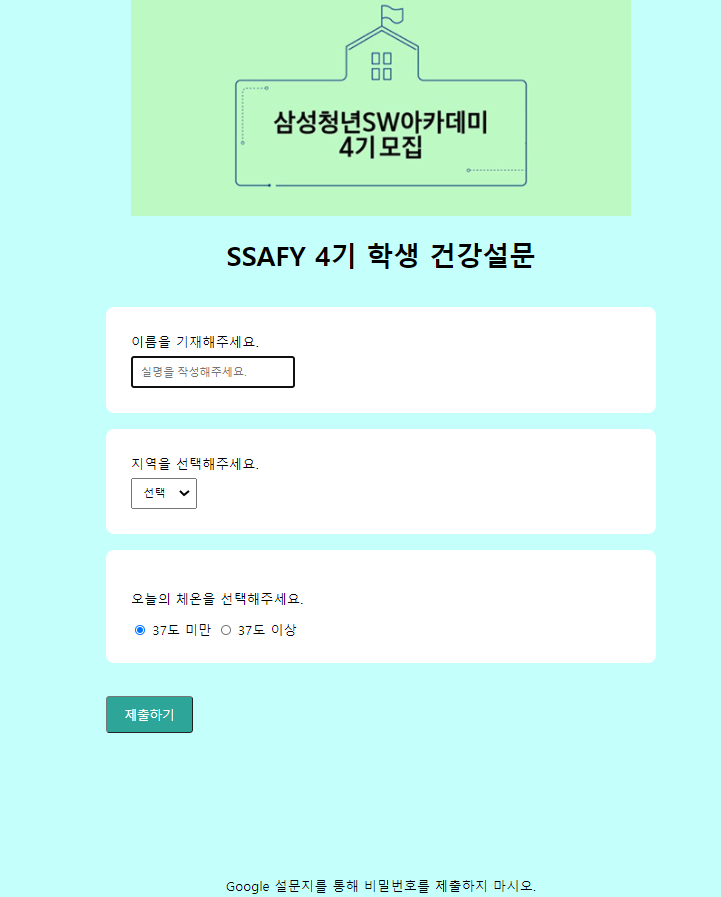 삼성청년SW아카데미
4기 모집
SSAFY 4기 학생 건강설문
이름을 기재해주세요.
실명을 작성해주세요.
지역을 선택해주세요.
선택
오늘의 체온을 선택해주세요.
37도 미만 37도 이상
제출하기
Google 설문지를 통해 비밀번호를 제출하지 마시오.